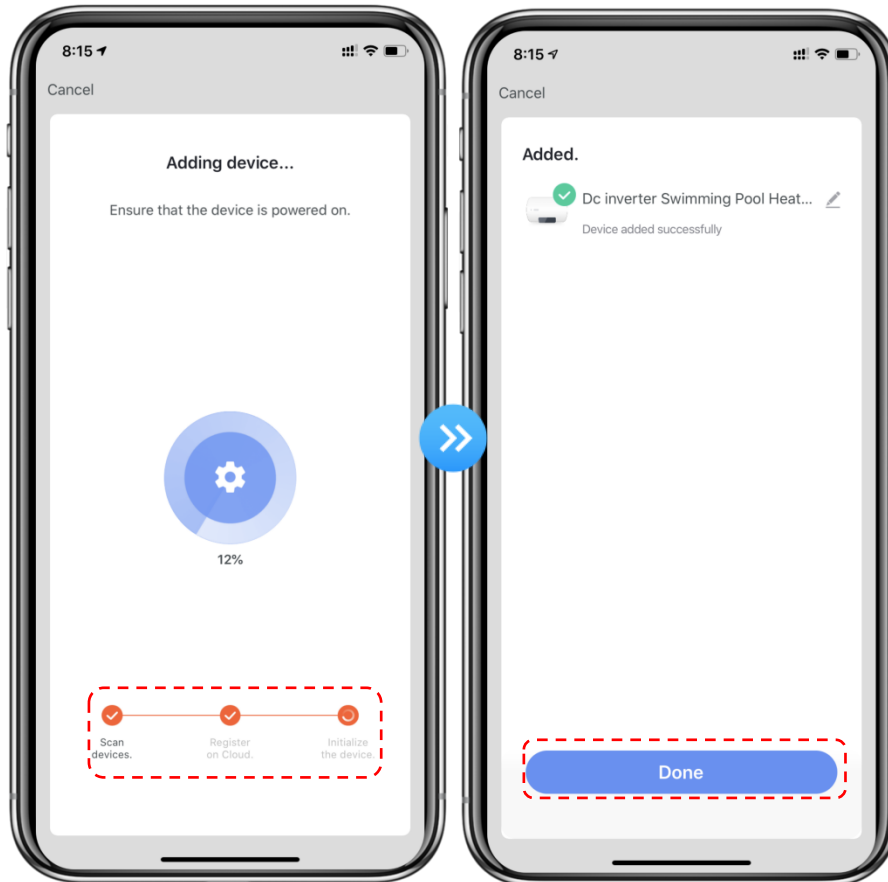 8:15
Cancel
Adding device...
Ensure that the device is powered on.
12%
Scan
devices.
Register
on Cloud.
Initialize
the device.
8:15
Cancel
Added.
Dc inverter Swimming Pool Heat...
Device added successfully
Done